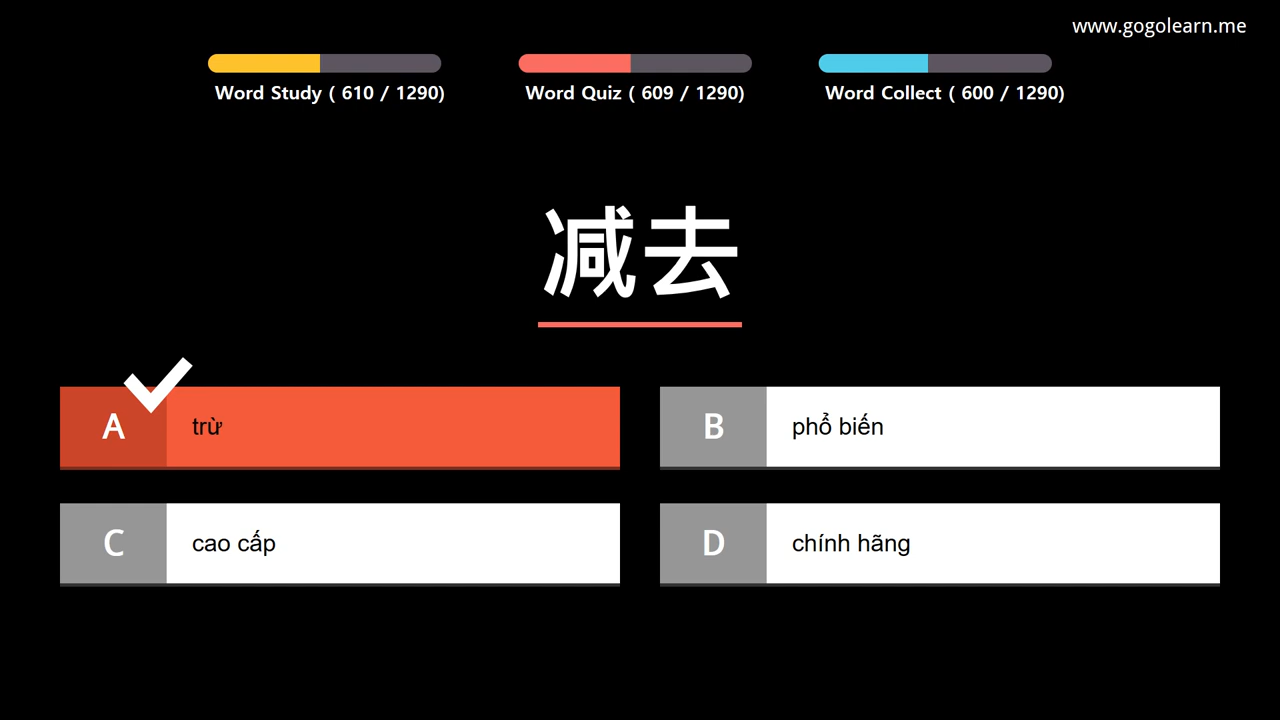 www.gogolearn.me
Word Study ( 610 / 1290)
Word Quiz ( 609 / 1290)
Word Collect ( 600 / 1290)
减去
A trừ
B phổ biến
C cao cấp
D chính hãng